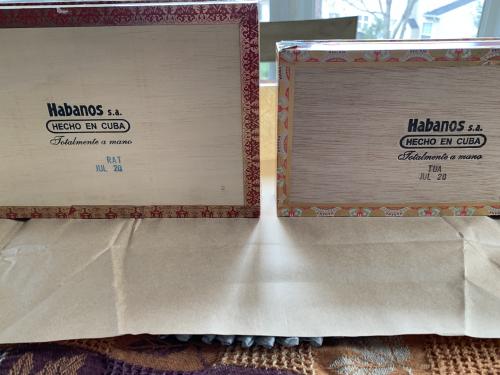 Habanos s.a.
HECHO EN CUBA
Totalmente a mano
RAT
JUL 20
Habanos s.a.
HECHO EN CUBA
Totalmente a mano
TUA
JUL 20